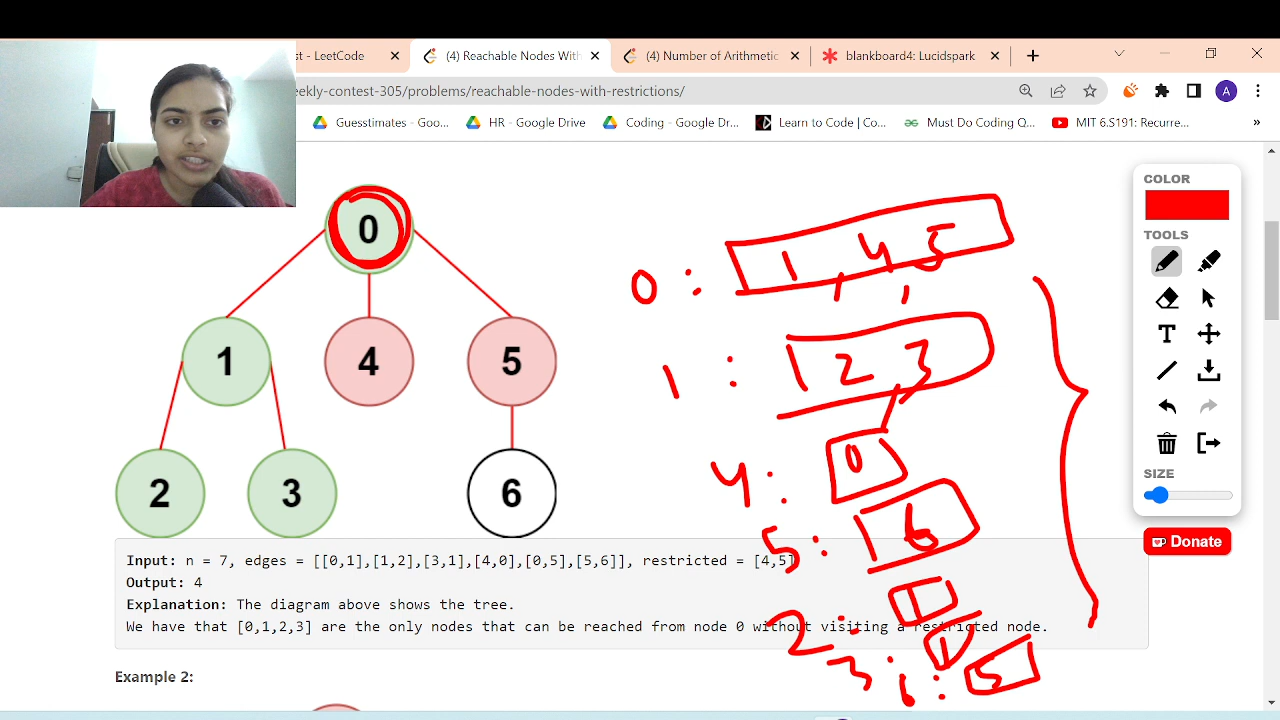 st - LeetCode
(4) Reachable Nodes With
(4) Number of Arithmetic
blankboard4: Lucidspark
eekly-contest-305/problems/reachable-nodes-with-restrictions/
A
Guesstimates - Goo...
HR - Google Drive
Coding - Google Dr...
Learn to Code | Co...
Must Do Coding Q...
MIT 6.S191: Recurre...
»
COLOR
TOOLS
T
SIZE
Donate
0
1 4 5
2 3 6
0 : 1, 4, 5
1 : 2, 3
4 : 0
5 : 6
2 : 1
3 : 1
6 : 5
Input: n = 7, edges = [[0,1],[1,2],[3,1],[4,0],[0,5],[5,6]], restricted = [4,5]
Output: 4
Explanation: The diagram above shows the tree.
We have that [0,1,2,3] are the only nodes that can be reached from node 0 without visiting a restricted node.
Example 2: